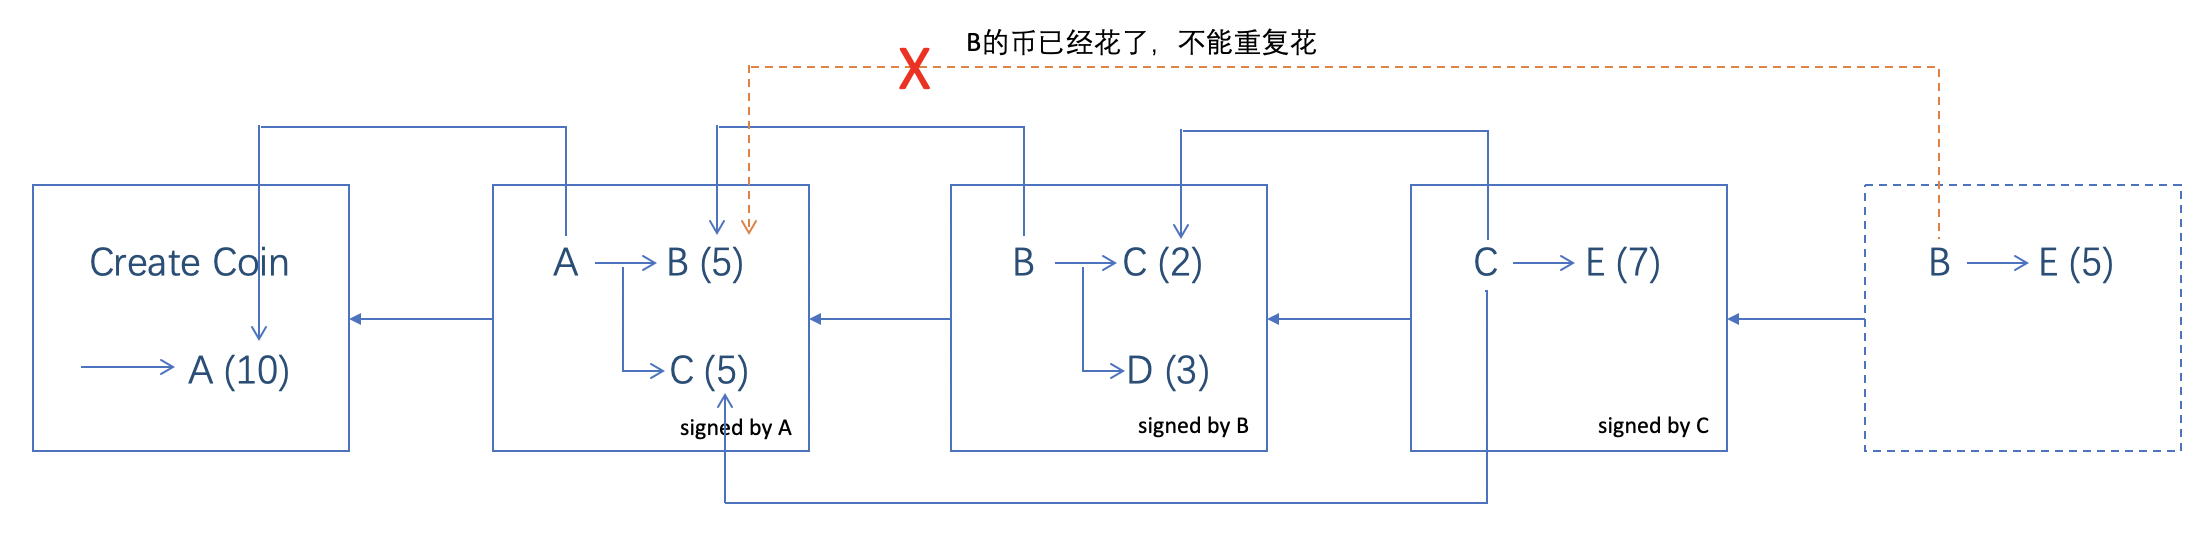 B的币已经花了，不能重复花
Create Coin
A (10)
A B (5)
C (5)
signed by A
B C (2)
D (3)
signed by B
C E (7)
signed by C
B E (5)